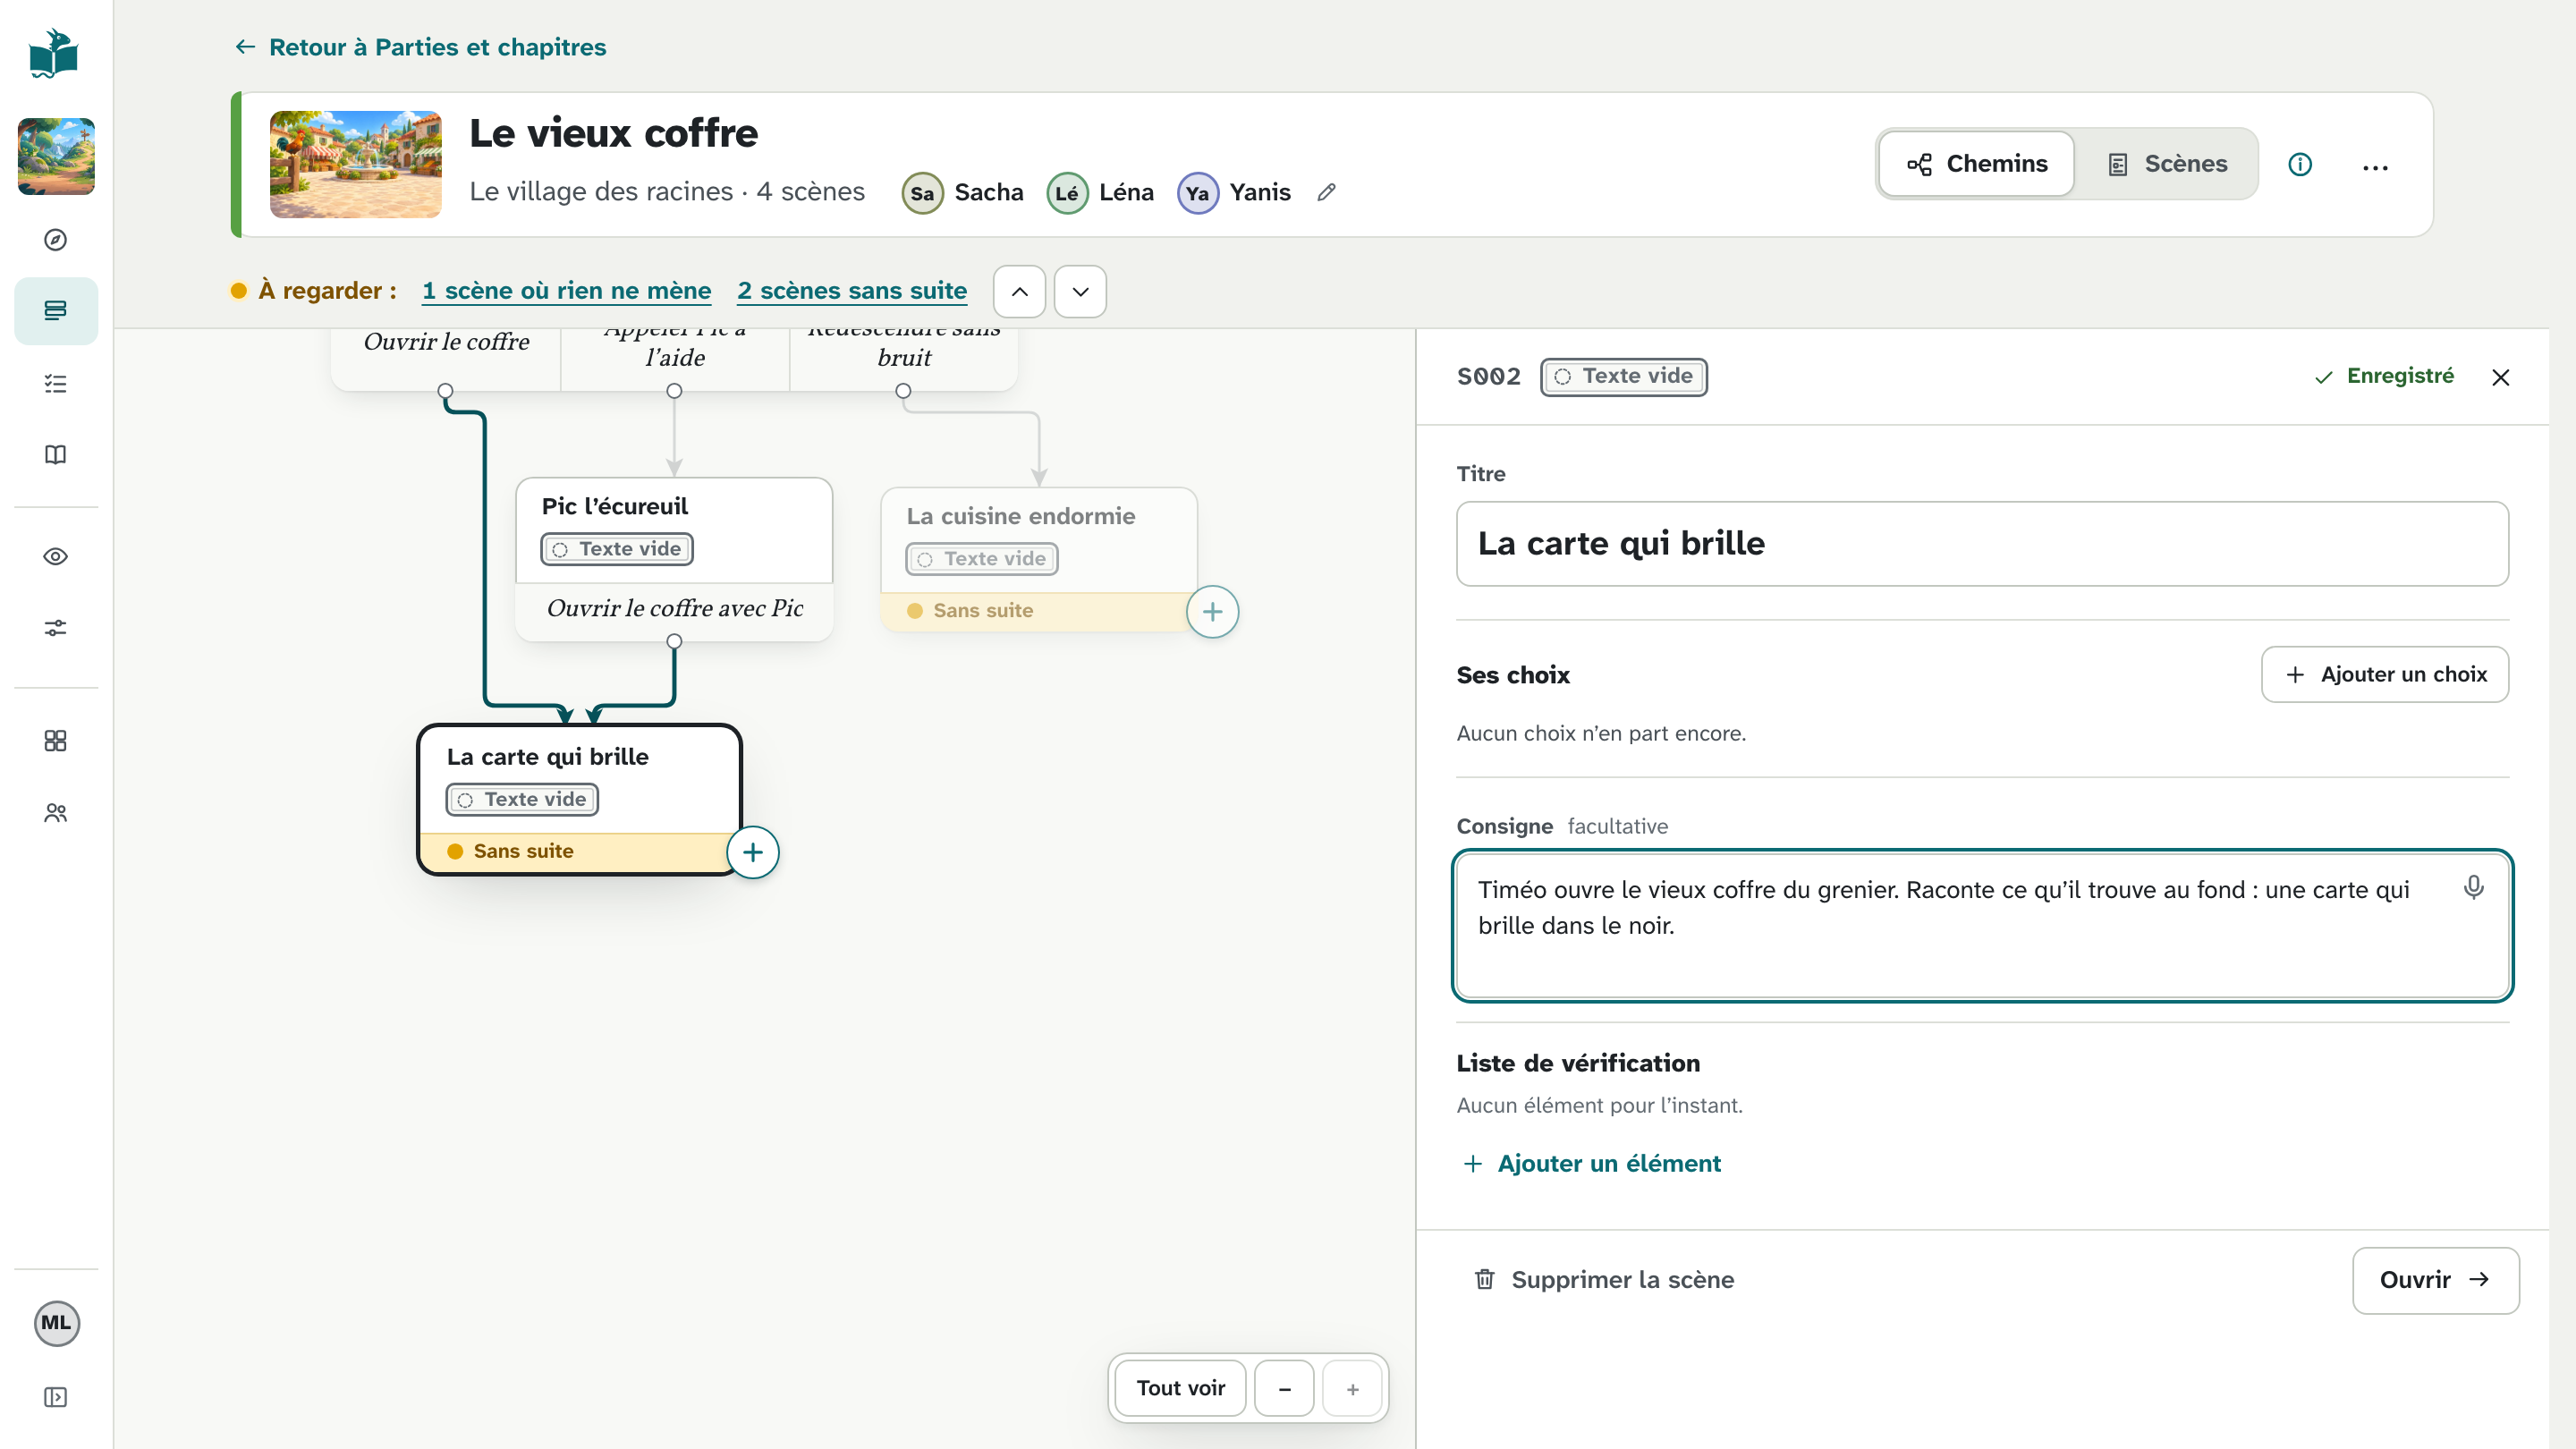 Retour à Parties et chapitres
Le vieux coffre
Le village des racines · 4 scènes
Sa Sacha Lé Léna Ya Yanis
Chemins
Scènes
À regarder : 1 scène où rien ne mène 2 scènes sans suite
Ouvrir le coffre
Appeler Pic à
l’aide
Redescendre sans
bruit
Pic l’écureuil
Texte vide
Ouvrir le coffre avec Pic
La cuisine endormie
Texte vide
Sans suite
La carte qui brille
Texte vide
Sans suite
Tout voir
S002 Texte vide
Enregistré
Titre
La carte qui brille
Ses choix
Ajouter un choix
Aucun choix n’en part encore.
Consigne facultative
Timéo ouvre le vieux coffre du grenier. Raconte ce qu’il trouve au fond : une carte qui
brille dans le noir.
Liste de vérification
Aucun élément pour l’instant.
Ajouter un élément
Supprimer la scène
Ouvrir
ML